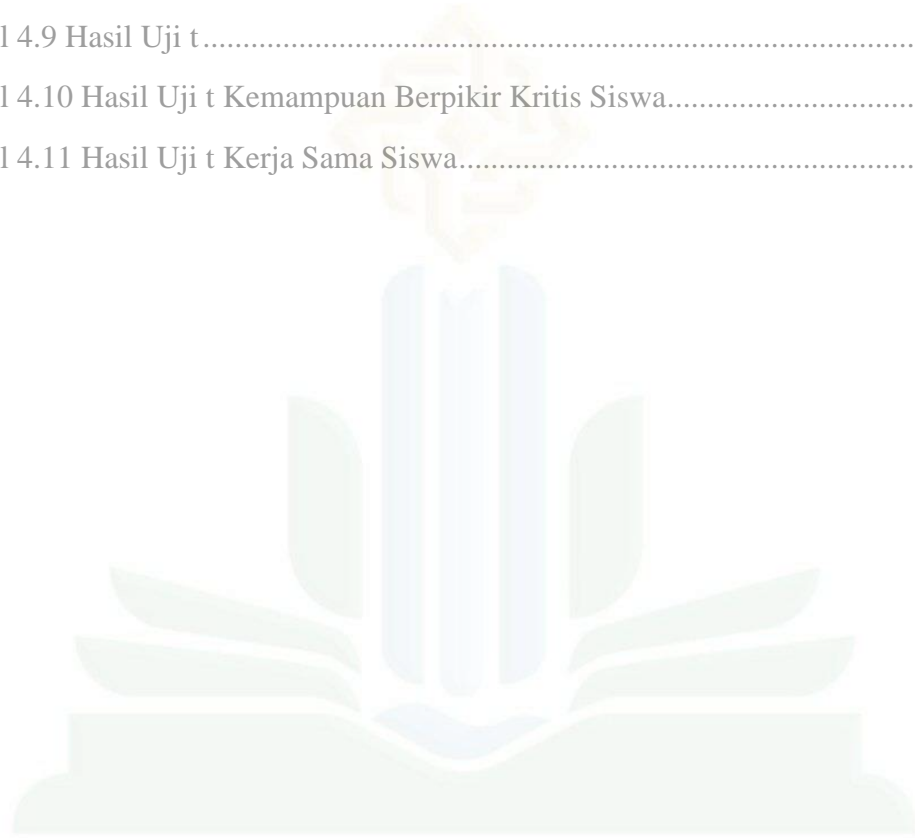 l 4.9 Hasil Uji t........................................................................................
l 4.10 Hasil Uji t Kemampuan Berpikir Kritis Siswa...............................
l 4.11 Hasil Uji t Kerja Sama Siswa.........................................................